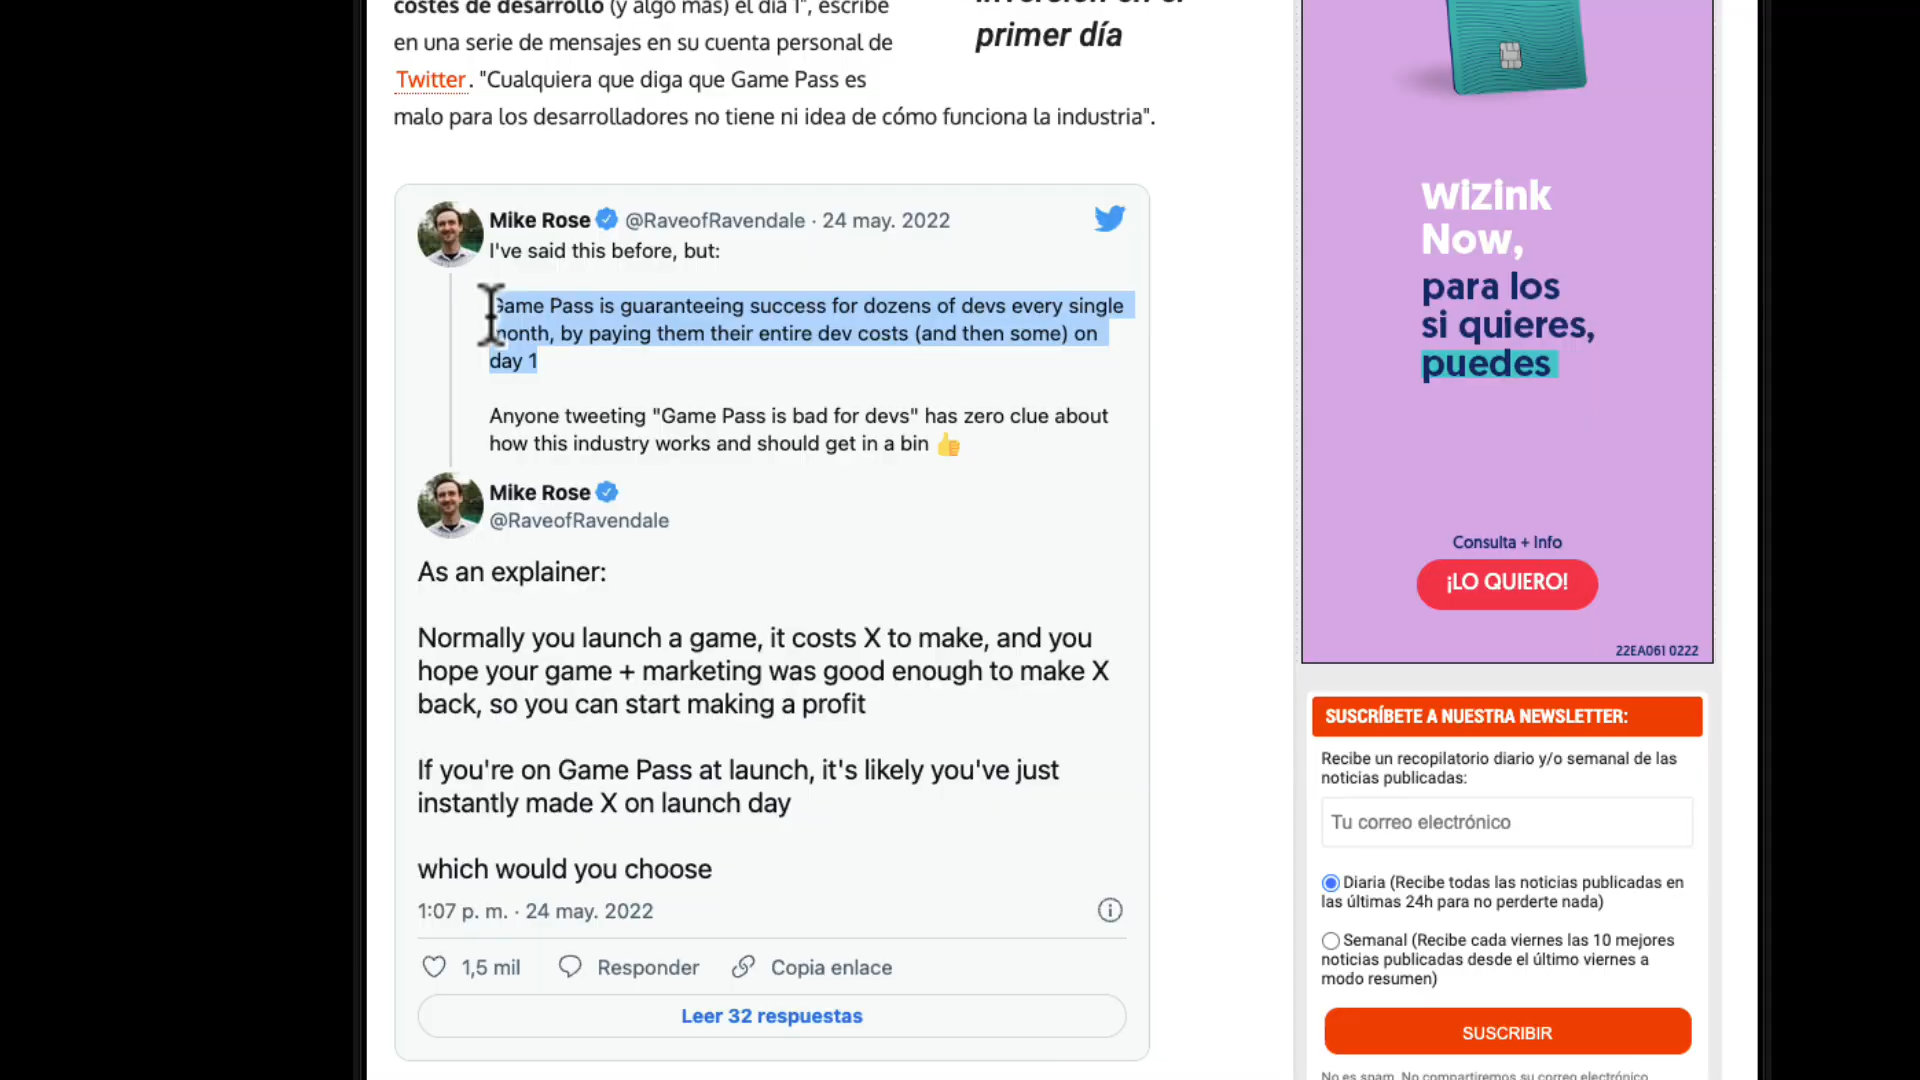 costes de desarrollo (y algo más) el día 1", escribe
en una serie de mensajes en su cuenta personal de
Twitter. "Cualquiera que diga que Game Pass es
malo para los desarrolladores no tiene ni idea de cómo funciona la industria".
primer día
Mike Rose @RaveofRavendale · 24 may. 2022
I've said this before, but:
Game Pass is guaranteeing success for dozens of devs every single
month, by paying them their entire dev costs (and then some) on
day 1
Anyone tweeting "Game Pass is bad for devs" has zero clue about
how this industry works and should get in a bin 👍
Mike Rose
@RaveofRavendale
As an explainer:
Normally you launch a game, it costs X to make, and you
hope your game + marketing was good enough to make X
back, so you can start making a profit
If you're on Game Pass at launch, it's likely you've just
instantly made X on launch day
which would you choose
1:07 p. m. · 24 may. 2022
1,5 mil Responder Copia enlace
Leer 32 respuestas
WiZink
Now,
para los
si quieres,
puedes
Consulta + Info
¡LO QUIERO!
22EA061 0222
SUSCRÍBETE A NUESTRA NEWSLETTER:
Recibe un recopilatorio diario y/o semanal de las
noticias publicadas:
Tu correo electrónico
Diaria (Recibe todas las noticias publicadas en
las últimas 24h para no perderte nada)
Semanal (Recibe cada viernes las 10 mejores
noticias publicadas desde el último viernes a
modo resumen)
SUSCRIBIR
No es spam. No compartiremos su correo electrónico